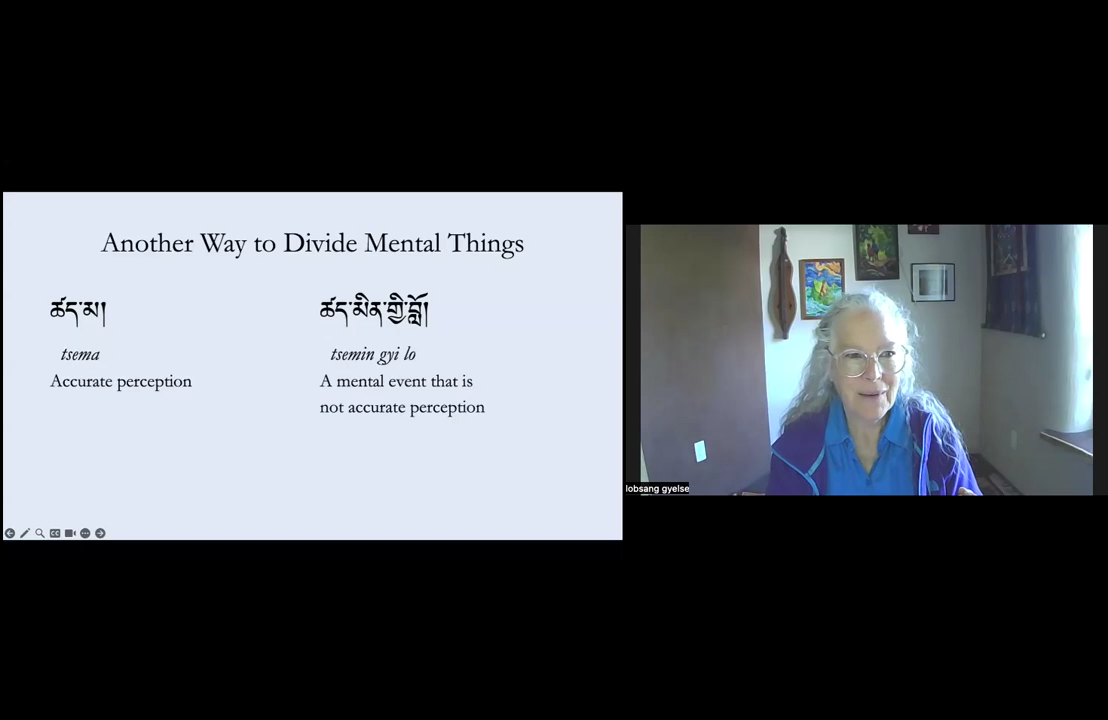 Another Way to Divide Mental Things
ཚད་མ།
tsema
Accurate perception
ཚད་མིན་གྱི་བློ།
tsemin gyi lo
A mental event that is
not accurate perception
lobsang gyelse